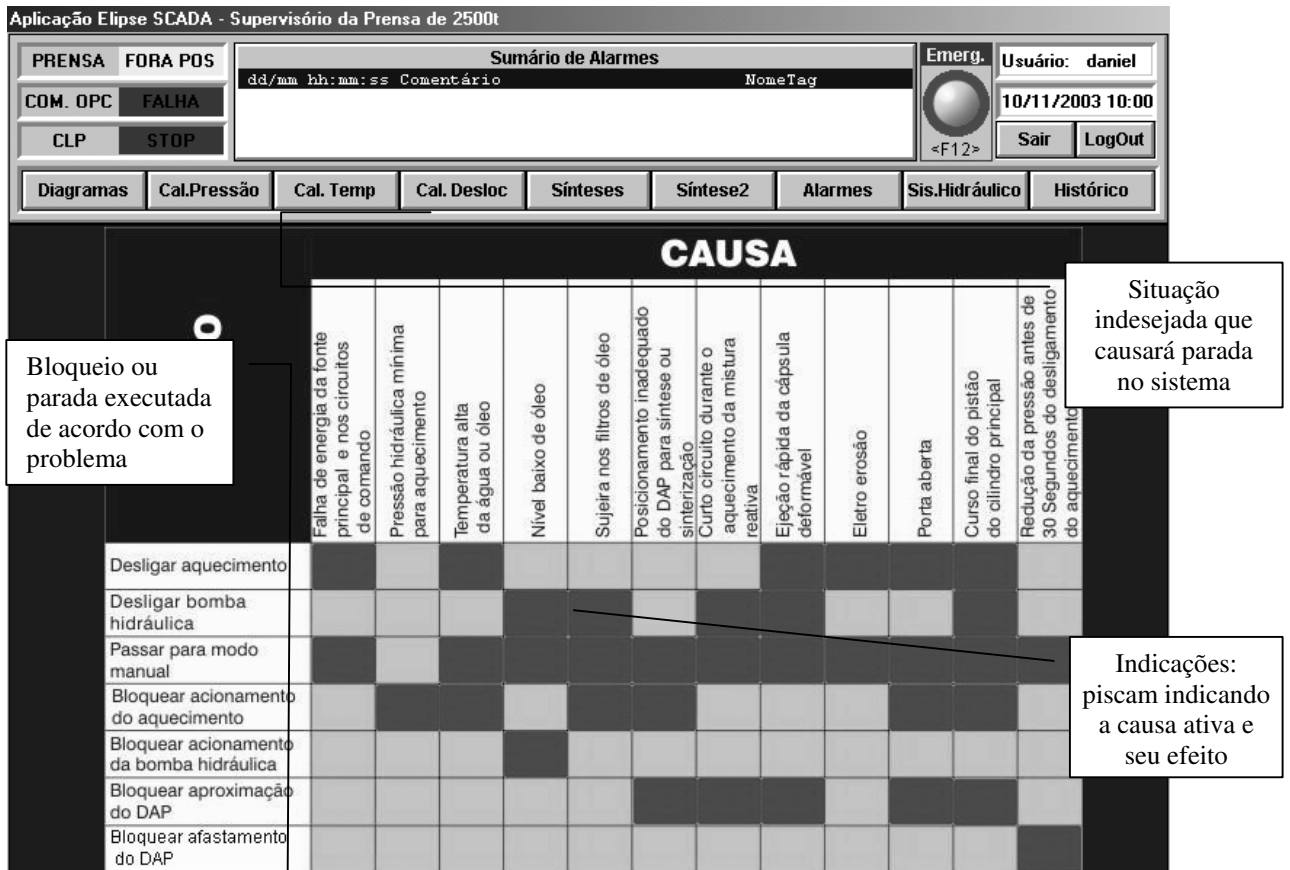 Aplicação Elipse SCADA - Supervisório da Prensa de 2500t
PRENSA FORA POS
COM. OPC FALHA
CLP STOP
Sumário de Alarmes
dd/mm hh:mm:ss Comentário NomeTag
Emerg.
<F12>
Usuário: daniel
10/11/2003 10:00
Sair LogOut
Diagramas Cal.Pressão Cal. Temp Cal. Desloc Sínteses Síntese2 Alarmes Sis.Hidráulico Histórico
CAUSA
O
Bloqueio ou
parada executada
de acordo com o
problema
Situação
indesejada que
causará parada
no sistema
Falha de energia da fonte
principal e nos circuitos
de comando
Pressão hidráulica mínima
para aquecimento
Temperatura alta
da água ou óleo
Nível baixo de óleo
Sujeira nos filtros de óleo
Posicionamento inadequado
do DAP para síntese ou
sinterização
Curto circuito durante o
aquecimento da mistura
reativa
Ejeção rápida da cápsula
deformável
Eletro erosão
Porta aberta
Curso final do pistão
do cilindro principal
Redução da pressão antes de
30 Segundos do desligamento
do aquecimento
Desligar aquecimento
Desligar bomba
hidráulica
Passar para modo
manual
Bloquear acionamento
do aquecimento
Bloquear acionamento
da bomba hidráulica
Bloquear aproximação
do DAP
Bloquear afastamento
do DAP
Indicações:
piscam indicando
a causa ativa e
seu efeito